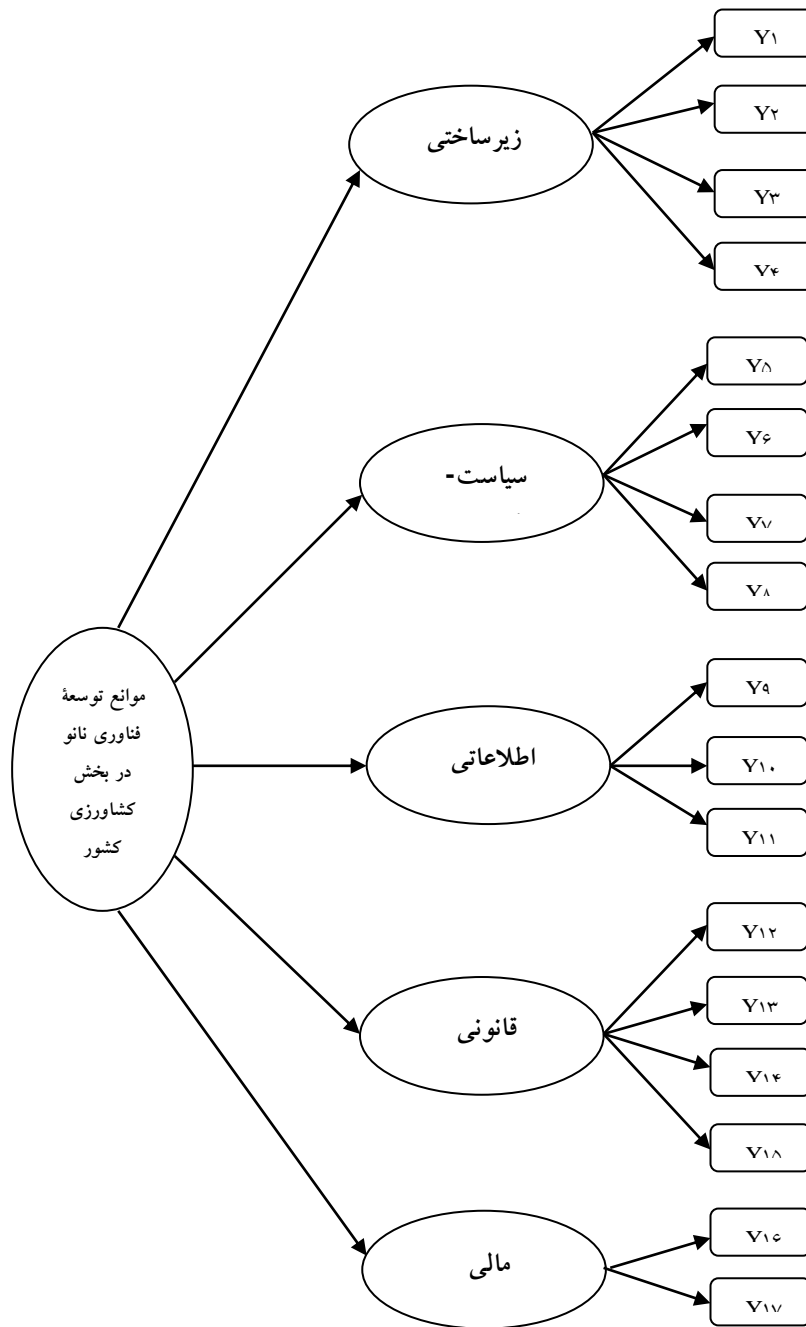 زیرساختی
سیاست-
اطلاعاتی
قانونی
مالی
موانع توسعۀ
فناوری نانو
در بخش
کشاورزی
کشور
Y۱
Y۲
Y۳
Y۴
Y۵
Y۶
Y۷
Y۸
Y۹
Y۱۰
Y۱۱
Y۱۲
Y۱۳
Y۱۴
Y۱۵
Y۱۶
Y۱۷